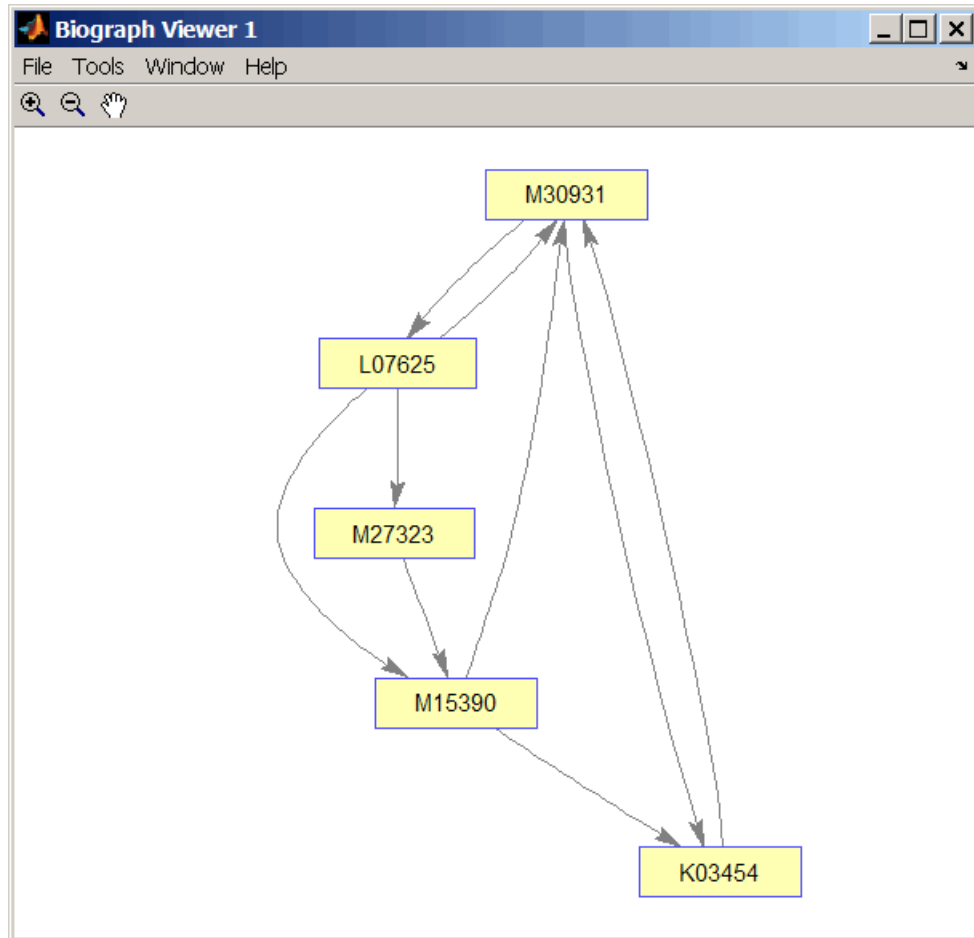 Biograph Viewer 1
File Tools Window Help
M30931
L07625
M27323
M15390
K03454